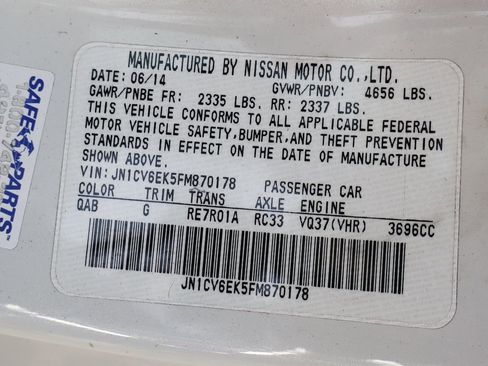 MANUFACTURED BY NISSAN MOTOR CO.,LTD.
DATE: 06/14 GVWR/PNBV: 4656 LBS.
GAWR/PNBE FR: 2335 LBS. RR: 2337 LBS.
THIS VEHICLE CONFORMS TO ALL APPLICABLE FEDERAL
MOTOR VEHICLE SAFETY, BUMPER, AND THEFT PREVENTION
STANDARDS IN EFFECT ON THE DATE OF MANUFACTURE
SHOWN ABOVE.
VIN: JN1CV6EK5FM870178 PASSENGER CAR
COLOR TRIM TRANS AXLE ENGINE
QAB G RE7R01A RC33 VQ37(VHR) 3696CC
JN1CV6EK5FM870178
SAFE PARTS™